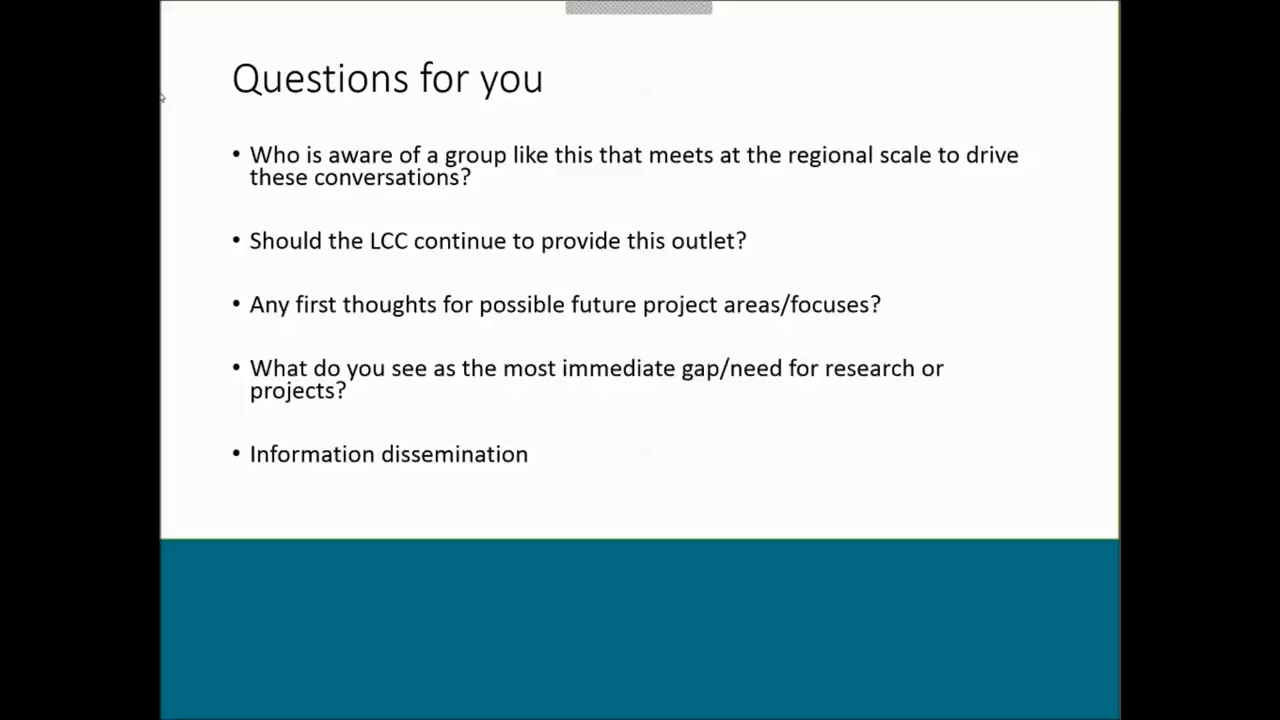 Questions for you
• Who is aware of a group like this that meets at the regional scale to drive
these conversations?
• Should the LCC continue to provide this outlet?
• Any first thoughts for possible future project areas/focuses?
• What do you see as the most immediate gap/need for research or
projects?
• Information dissemination